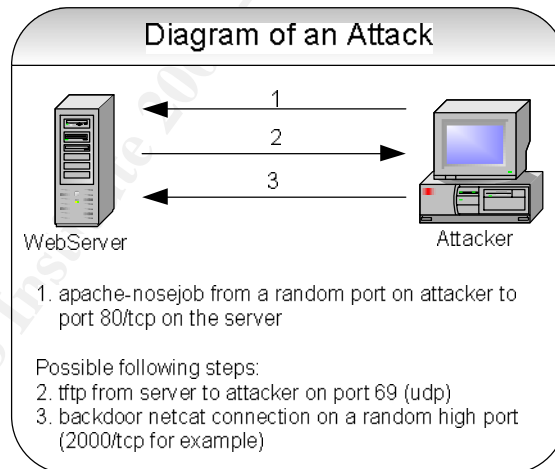 Diagram of an Attack
1
2
3
WebServer
Attacker
1. apache-nosejob from a random port on attacker to
port 80/tcp on the server
Possible following steps:
2. tftp from server to attacker on port 69 (udp)
3. backdoor netcat connection on a random high port
(2000/tcp for example)